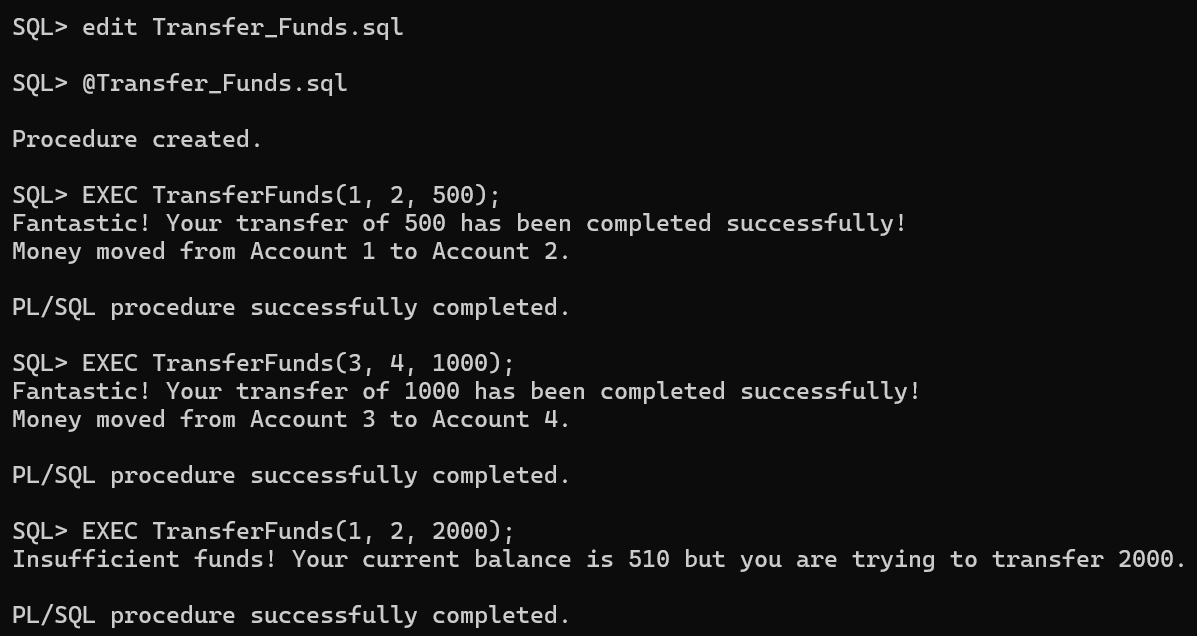 SQL> edit Transfer_Funds.sql
SQL> @Transfer_Funds.sql
Procedure created.
SQL> EXEC TransferFunds(1, 2, 500);
Fantastic! Your transfer of 500 has been completed successfully!
Money moved from Account 1 to Account 2.
PL/SQL procedure successfully completed.
SQL> EXEC TransferFunds(3, 4, 1000);
Fantastic! Your transfer of 1000 has been completed successfully!
Money moved from Account 3 to Account 4.
PL/SQL procedure successfully completed.
SQL> EXEC TransferFunds(1, 2, 2000);
Insufficient funds! Your current balance is 510 but you are trying to transfer 2000.
PL/SQL procedure successfully completed.